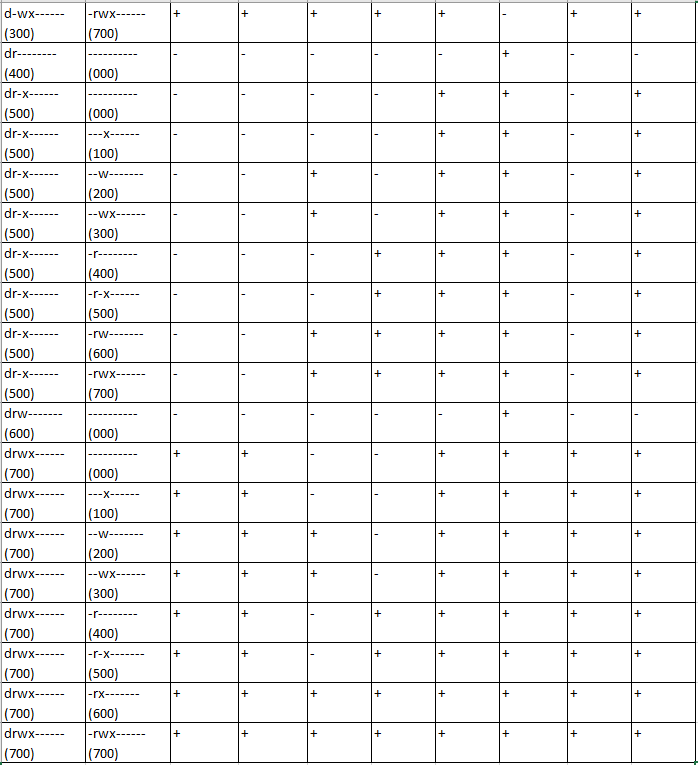 d-wx------ -rwx------ + + + + + - + +
(300) (700)
dr-------- ---------- - - - - - + - -
(400) (000)
dr-x------ ---------- - - - - + + - +
(500) (000)
dr-x------ ---x------ - - - - + + - +
(500) (100)
dr-x------ --w------- - - + - + + - +
(500) (200)
dr-x------ --wx------ - - + - + + - +
(500) (300)
dr-x------ -r-------- - - - + + + - +
(500) (400)
dr-x------ -r-x------ - - - + + + - +
(500) (500)
dr-x------ -rw------- - - + + + + - +
(500) (600)
dr-x------ -rwx------ - - + + + + - +
(500) (700)
drw------- ---------- - - - - - + - -
(600) (000)
drwx------ ---------- + + - - + + + +
(700) (000)
drwx------ ---x------ + + - - + + + +
(700) (100)
drwx------ --w------- + + + - + + + +
(700) (200)
drwx------ --wx------ + + + - + + + +
(700) (300)
drwx------ -r-------- + + - + + + + +
(700) (400)
drwx------ -r-x------- + + - + + + + +
(700) (500)
drwx------ -rx------- + + + + + + + +
(700) (600)
drwx------ -rwx------ + + + + + + + +
(700) (700)